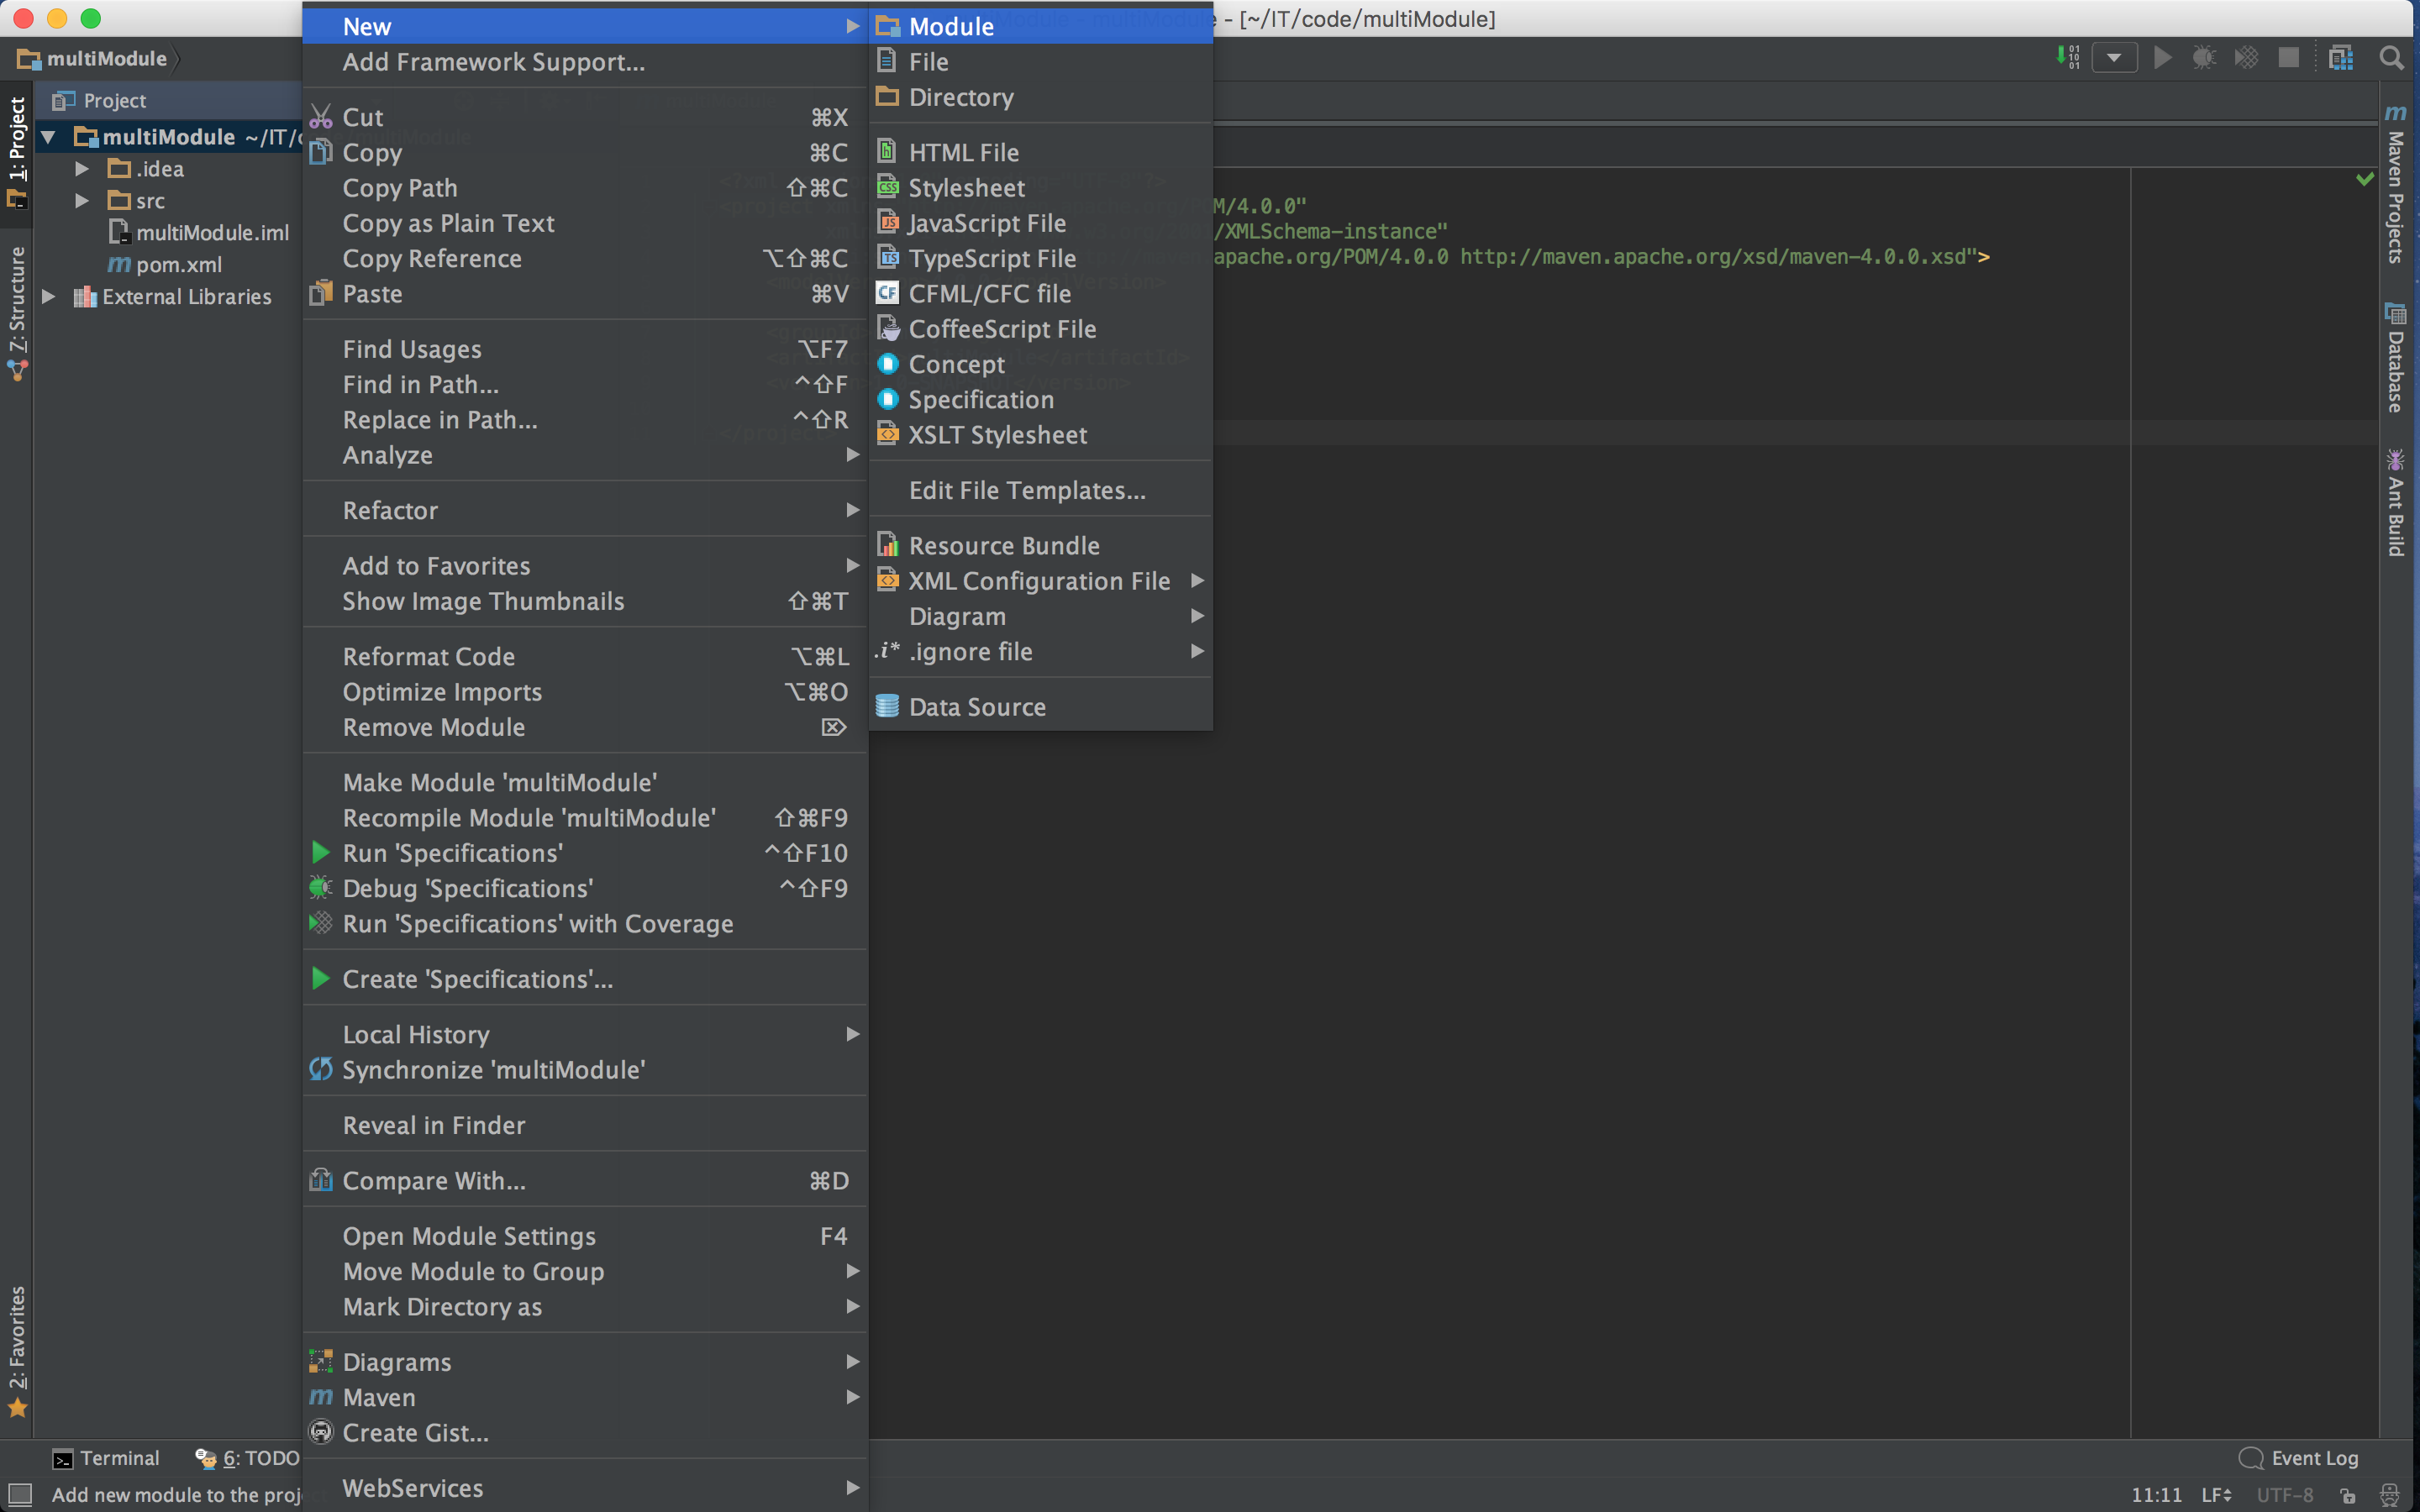 - [~/IT/code/multiModule]
multiModule
Project
multiModule ~/IT/c
.idea
src
multiModule.iml
pom.xml
External Libraries
1: Project
7: Structure
2: Favorites
New
Add Framework Support...
Cut ⌘X
Copy ⌘C
Copy Path ⇧⌘C
Copy as Plain Text
Copy Reference ⌥⇧⌘C
Paste ⌘V
Find Usages ⌥F7
Find in Path... ^⇧F
Replace in Path... ^⇧R
Analyze
Refactor
Add to Favorites
Show Image Thumbnails ⇧⌘T
Reformat Code ⌥⌘L
Optimize Imports ⌥⌘O
Remove Module ⌦
Make Module 'multiModule'
Recompile Module 'multiModule' ⇧⌘F9
Run 'Specifications' ^⇧F10
Debug 'Specifications' ^⇧F9
Run 'Specifications' with Coverage
Create 'Specifications'...
Local History
Synchronize 'multiModule'
Reveal in Finder
Compare With... ⌘D
Open Module Settings F4
Move Module to Group
Mark Directory as
Diagrams
Maven
Create Gist...
WebServices
Module
File
Directory
HTML File
Stylesheet
JavaScript File
TypeScript File
CFML/CFC file
CoffeeScript File
Concept
Specification
XSLT Stylesheet
Edit File Templates...
Resource Bundle
XML Configuration File
Diagram
.i* .ignore file
Data Source
M/4.0.0"
/XMLSchema-instance"
apache.org/POM/4.0.0 http://maven.apache.org/xsd/maven-4.0.0.xsd">
Maven Projects
Database
Ant Build
Terminal
6: TODO
Event Log
Add new module to the proj
11:11 LF UTF-8